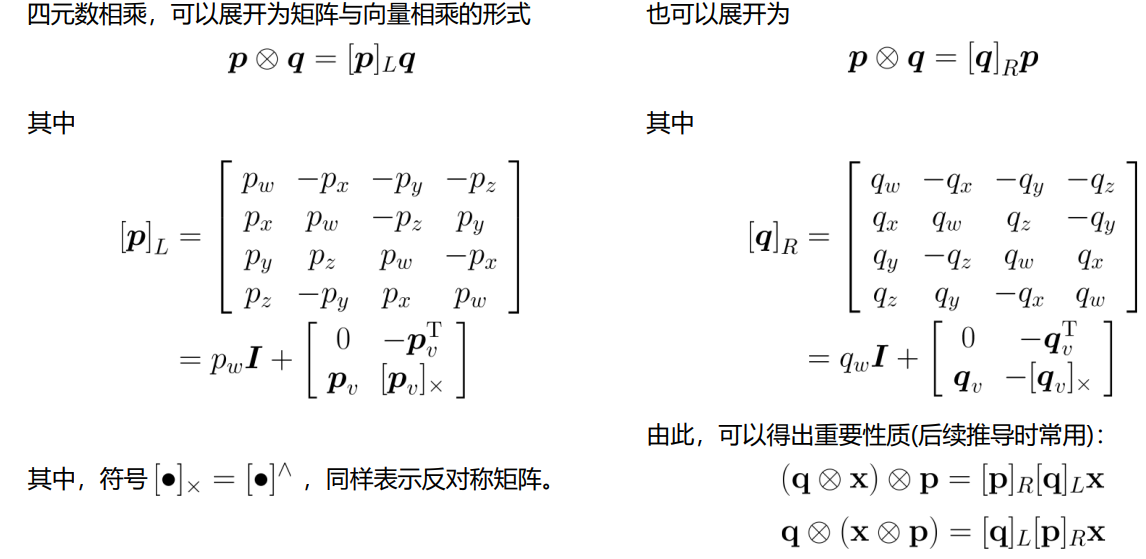 四元数相乘，可以展开为矩阵与向量相乘的形式
$\boldsymbol{p} \otimes \boldsymbol{q} = [\boldsymbol{p}]_L \boldsymbol{q}$
其中
$[\boldsymbol{p}]_L = \begin{bmatrix} p_w & -p_x & -p_y & -p_z \\ p_x & p_w & -p_z & p_y \\ p_y & p_z & p_w & -p_x \\ p_z & -p_y & p_x & p_w \end{bmatrix}$
$= p_w \boldsymbol{I} + \begin{bmatrix} 0 & -\boldsymbol{p}_v^{\mathrm{T}} \\ \boldsymbol{p}_v & [\boldsymbol{p}_v]_\times \end{bmatrix}$
其中，符号 $[\bullet]_\times = [\bullet]^\wedge$ ，同样表示反对称矩阵。
也可以展开为
$\boldsymbol{p} \otimes \boldsymbol{q} = [\boldsymbol{q}]_R \boldsymbol{p}$
其中
$[\boldsymbol{q}]_R = \begin{bmatrix} q_w & -q_x & -q_y & -q_z \\ q_x & q_w & q_z & -q_y \\ q_y & -q_z & q_w & q_x \\ q_z & q_y & -q_x & q_w \end{bmatrix}$
$= q_w \boldsymbol{I} + \begin{bmatrix} 0 & -\boldsymbol{q}_v^{\mathrm{T}} \\ \boldsymbol{q}_v & -[\boldsymbol{q}_v]_\times \end{bmatrix}$
由此，可以得出重要性质(后续推导时常用)：
$(\mathbf{q} \otimes \mathbf{x}) \otimes \mathbf{p} = [\mathbf{p}]_R [\mathbf{q}]_L \mathbf{x}$
$\mathbf{q} \otimes (\mathbf{x} \otimes \mathbf{p}) = [\mathbf{q}]_L [\mathbf{p}]_R \mathbf{x}$